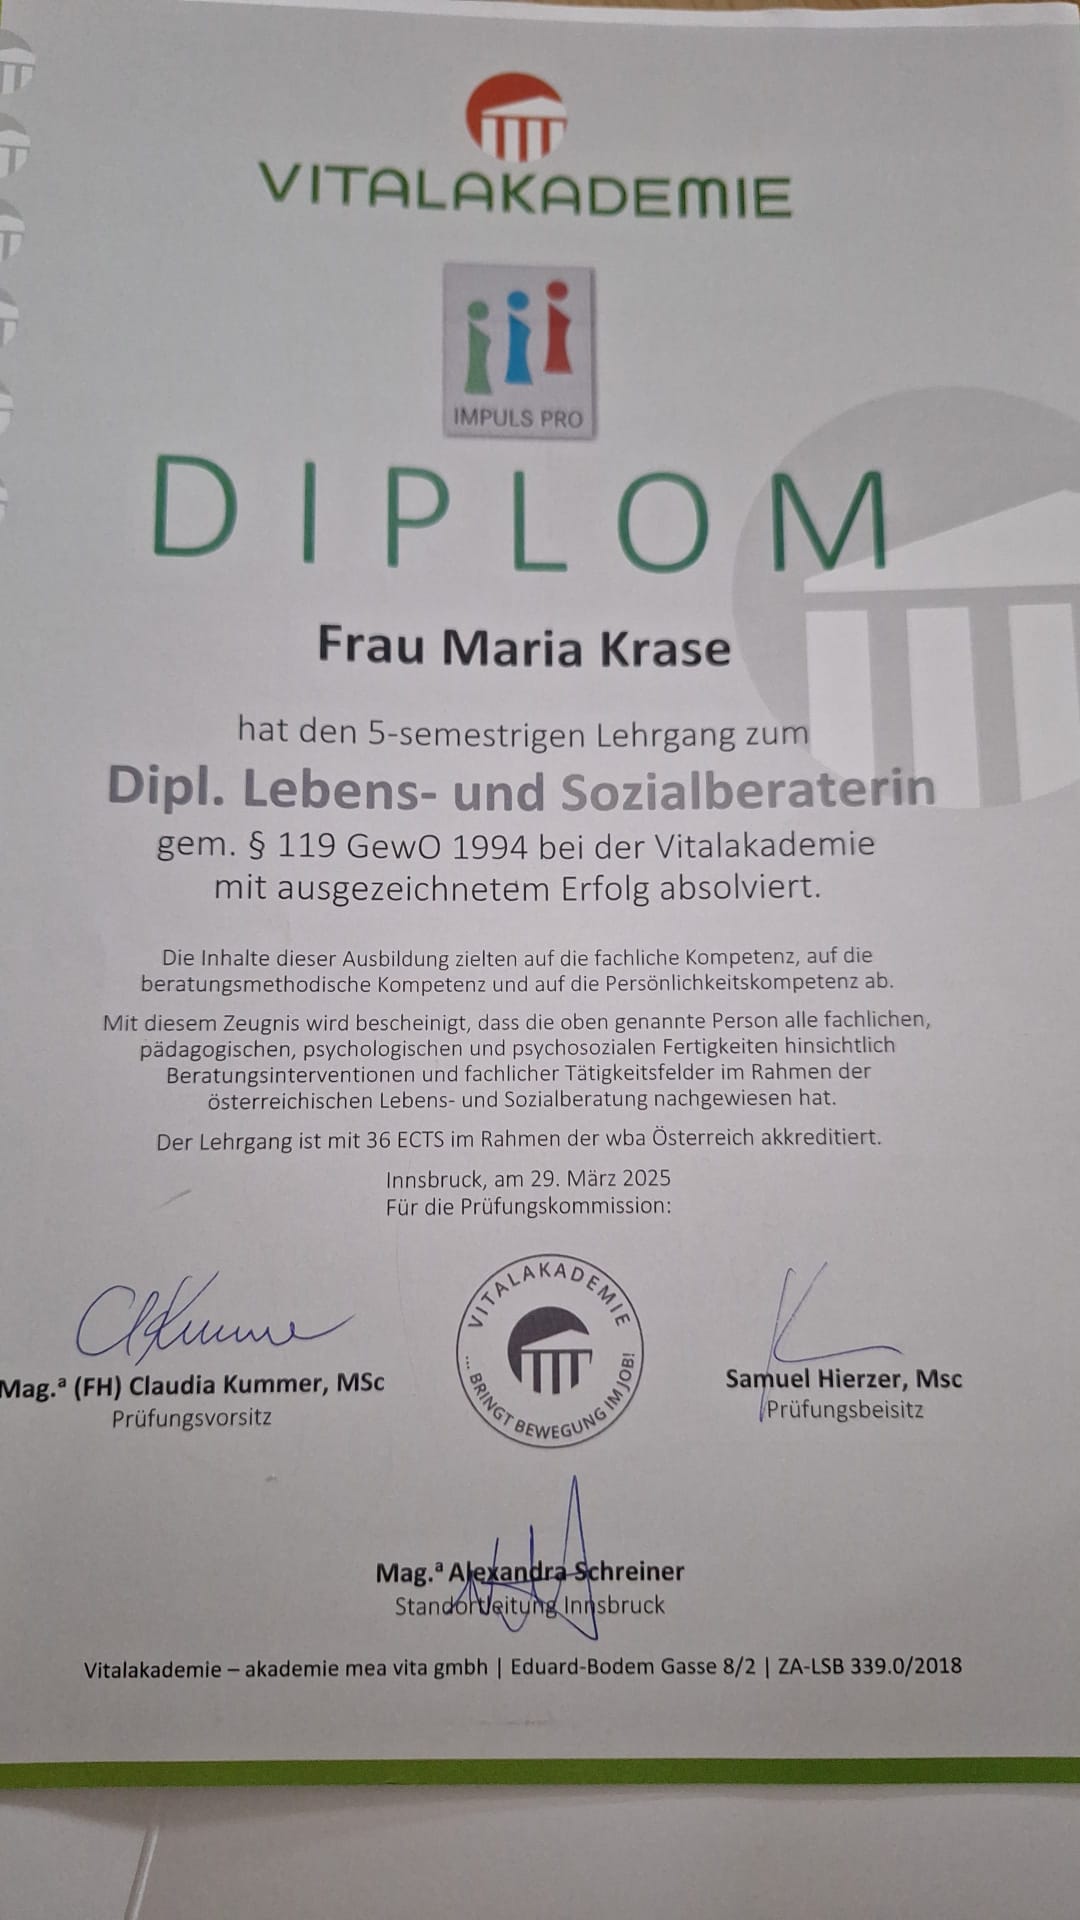 VITALAKADEMIE
IMPULS PRO
DIPLOM
Frau Maria Krase
hat den 5-semestrigen Lehrgang zum
Dipl. Lebens- und Sozialberaterin
gem. § 119 GewO 1994 bei der Vitalakademie
mit ausgezeichnetem Erfolg absolviert.
Die Inhalte dieser Ausbildung zielten auf die fachliche Kompetenz, auf die
beratungsmethodische Kompetenz und auf die Persönlichkeitskompetenz ab.
Mit diesem Zeugnis wird bescheinigt, dass die oben genannte Person alle fachlichen,
pädagogischen, psychologischen und psychosozialen Fertigkeiten hinsichtlich
Beratungsinterventionen und fachlicher Tätigkeitsfelder im Rahmen der
österreichischen Lebens- und Sozialberatung nachgewiesen hat.
Der Lehrgang ist mit 36 ECTS im Rahmen der wba Österreich akkreditiert.
Innsbruck, am 29. März 2025
Für die Prüfungskommission:
VITALAKADEMIE
... BRINGT BEWEGUNG IM JOB!
Mag.ª (FH) Claudia Kummer, MSc
Prüfungsvorsitz
Samuel Hierzer, Msc
Prüfungsbeisitz
Mag.ª Alexandra Schreiner
Standortleitung Innsbruck
Vitalakademie – akademie mea vita gmbh | Eduard-Bodem Gasse 8/2 | ZA-LSB 339.0/2018